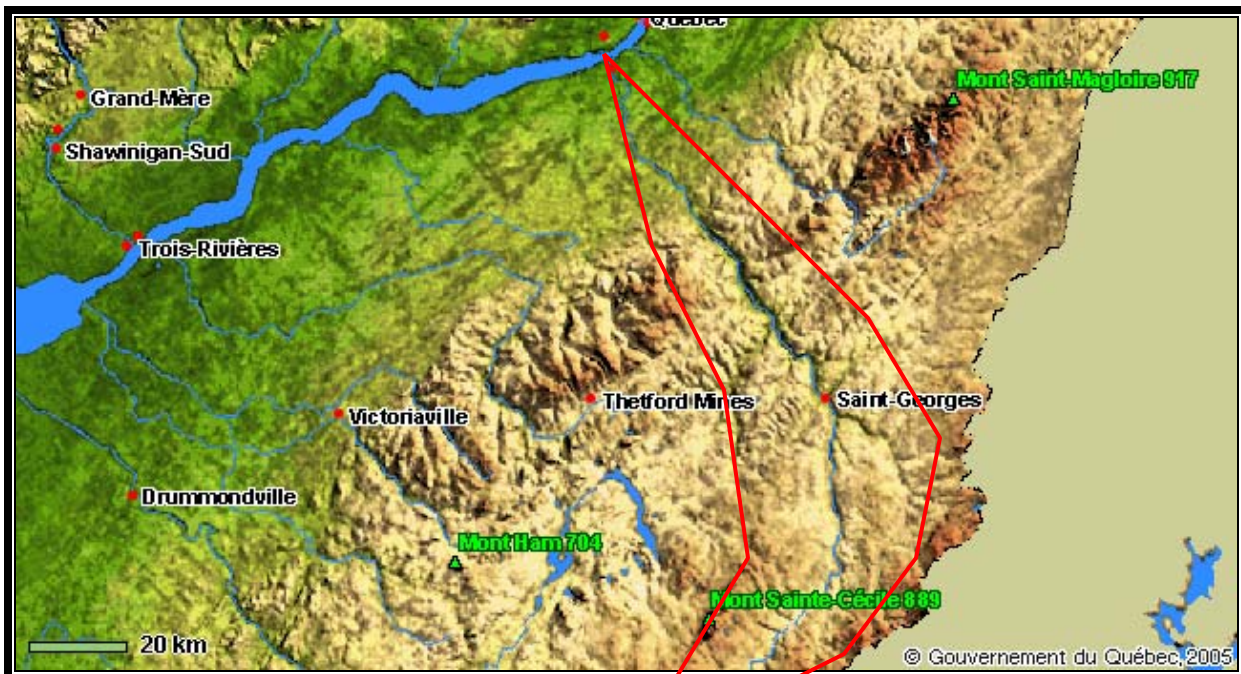 Québec
Mont Saint-Magloire 917
Grand-Mère
Shawinigan-Sud
Trois-Rivières
Thetford Mines
Saint-Georges
Victoriaville
Drummondville
Mont Ham 704
Mont Sainte-Cécile 889
20 km
© Gouvernement du Québec, 2005